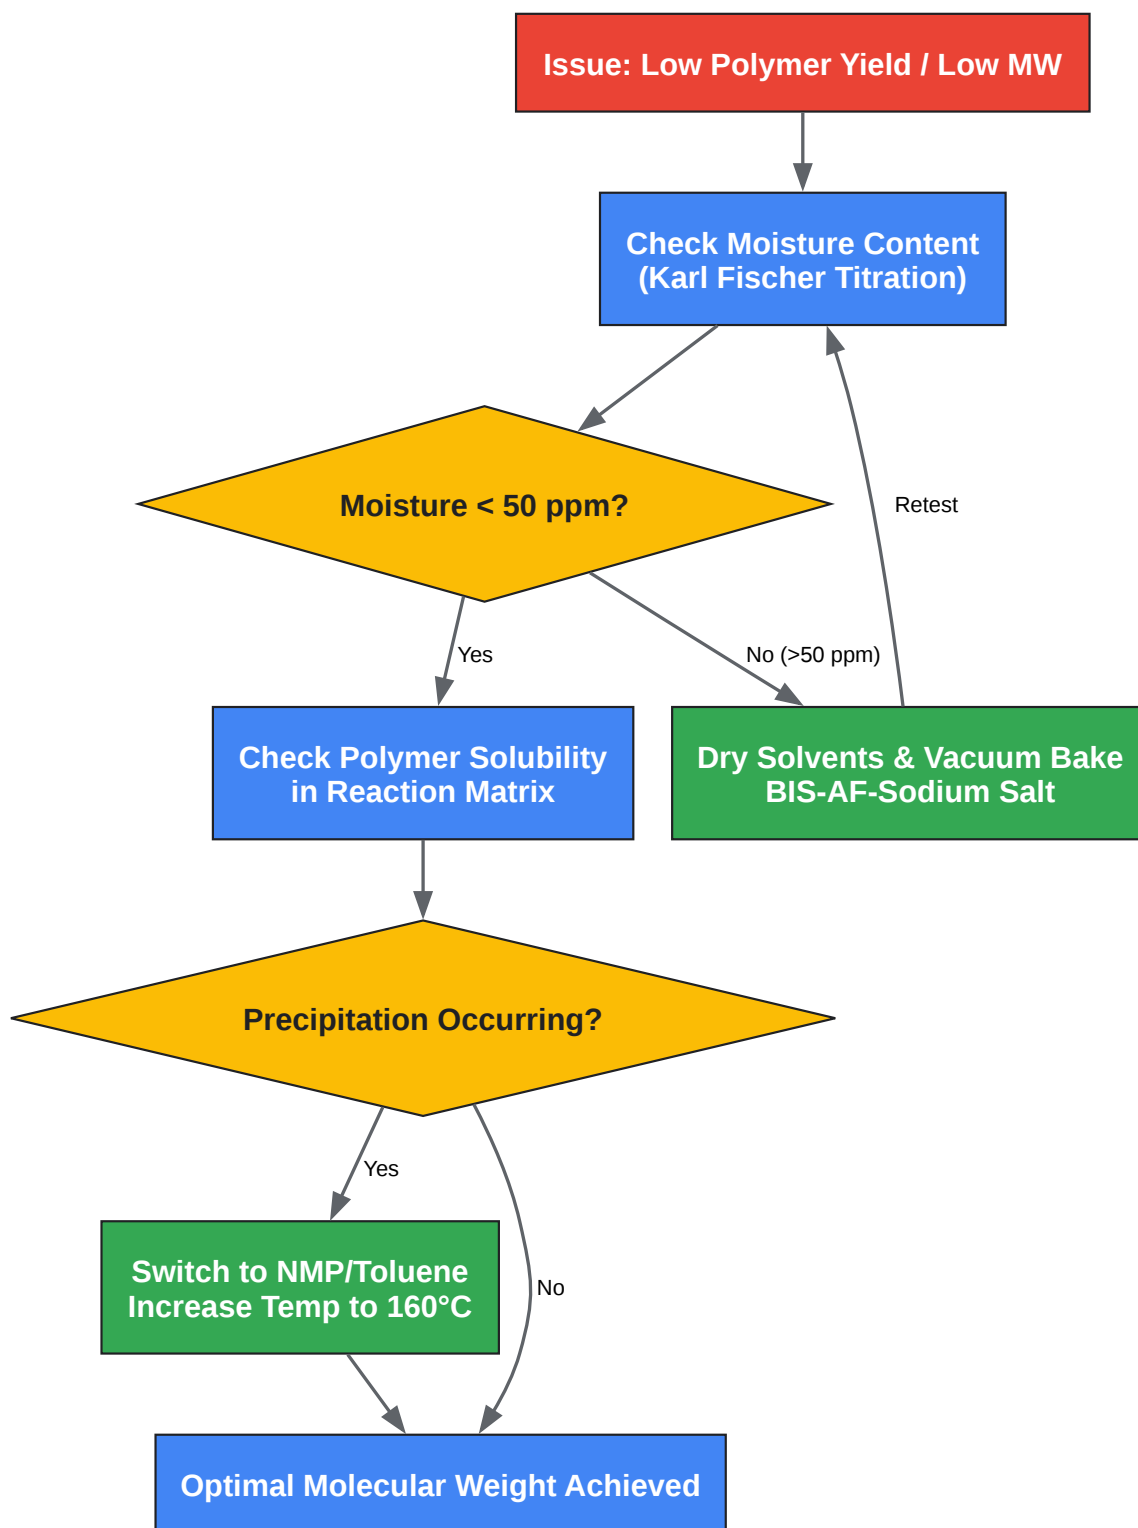 Issue: Low Polymer Yield / Low MW
Check Moisture Content
(Karl Fischer Titration)
Moisture < 50 ppm?
Retest
Yes
No (>50 ppm)
Check Polymer Solubility
in Reaction Matrix
Dry Solvents & Vacuum Bake
BIS-AF-Sodium Salt
Precipitation Occurring?
Yes
Switch to NMP/Toluene
Increase Temp to 160°C
No
Optimal Molecular Weight Achieved